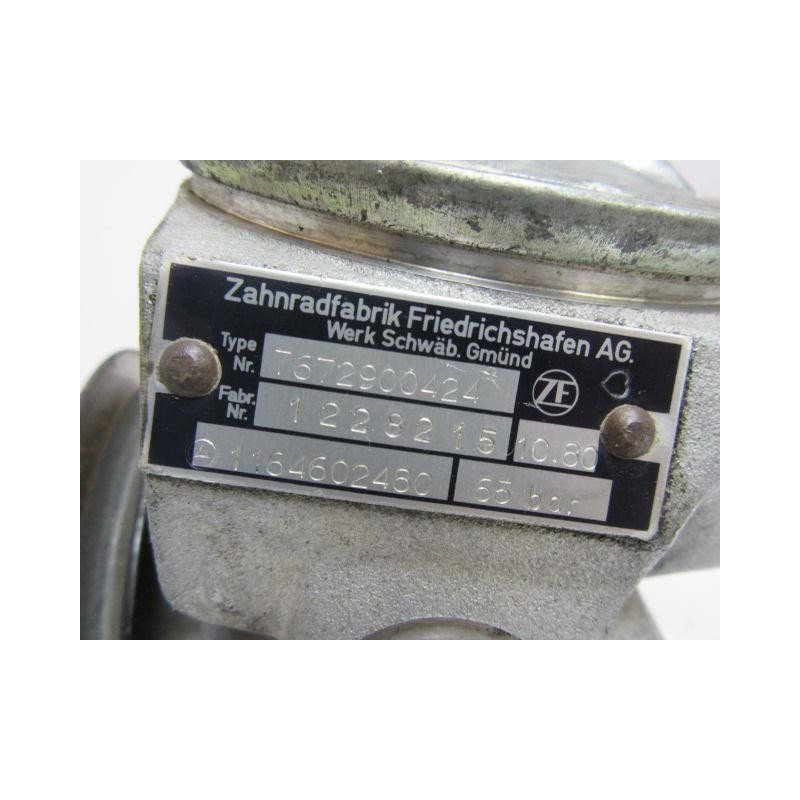 Zahnradfabrik Friedrichshafen AG.
Werk Schwäb. Gmünd
Type Nr. 7672900424
ZF
Fabr. Nr. 1228215 10.80
1164602480 65 bar